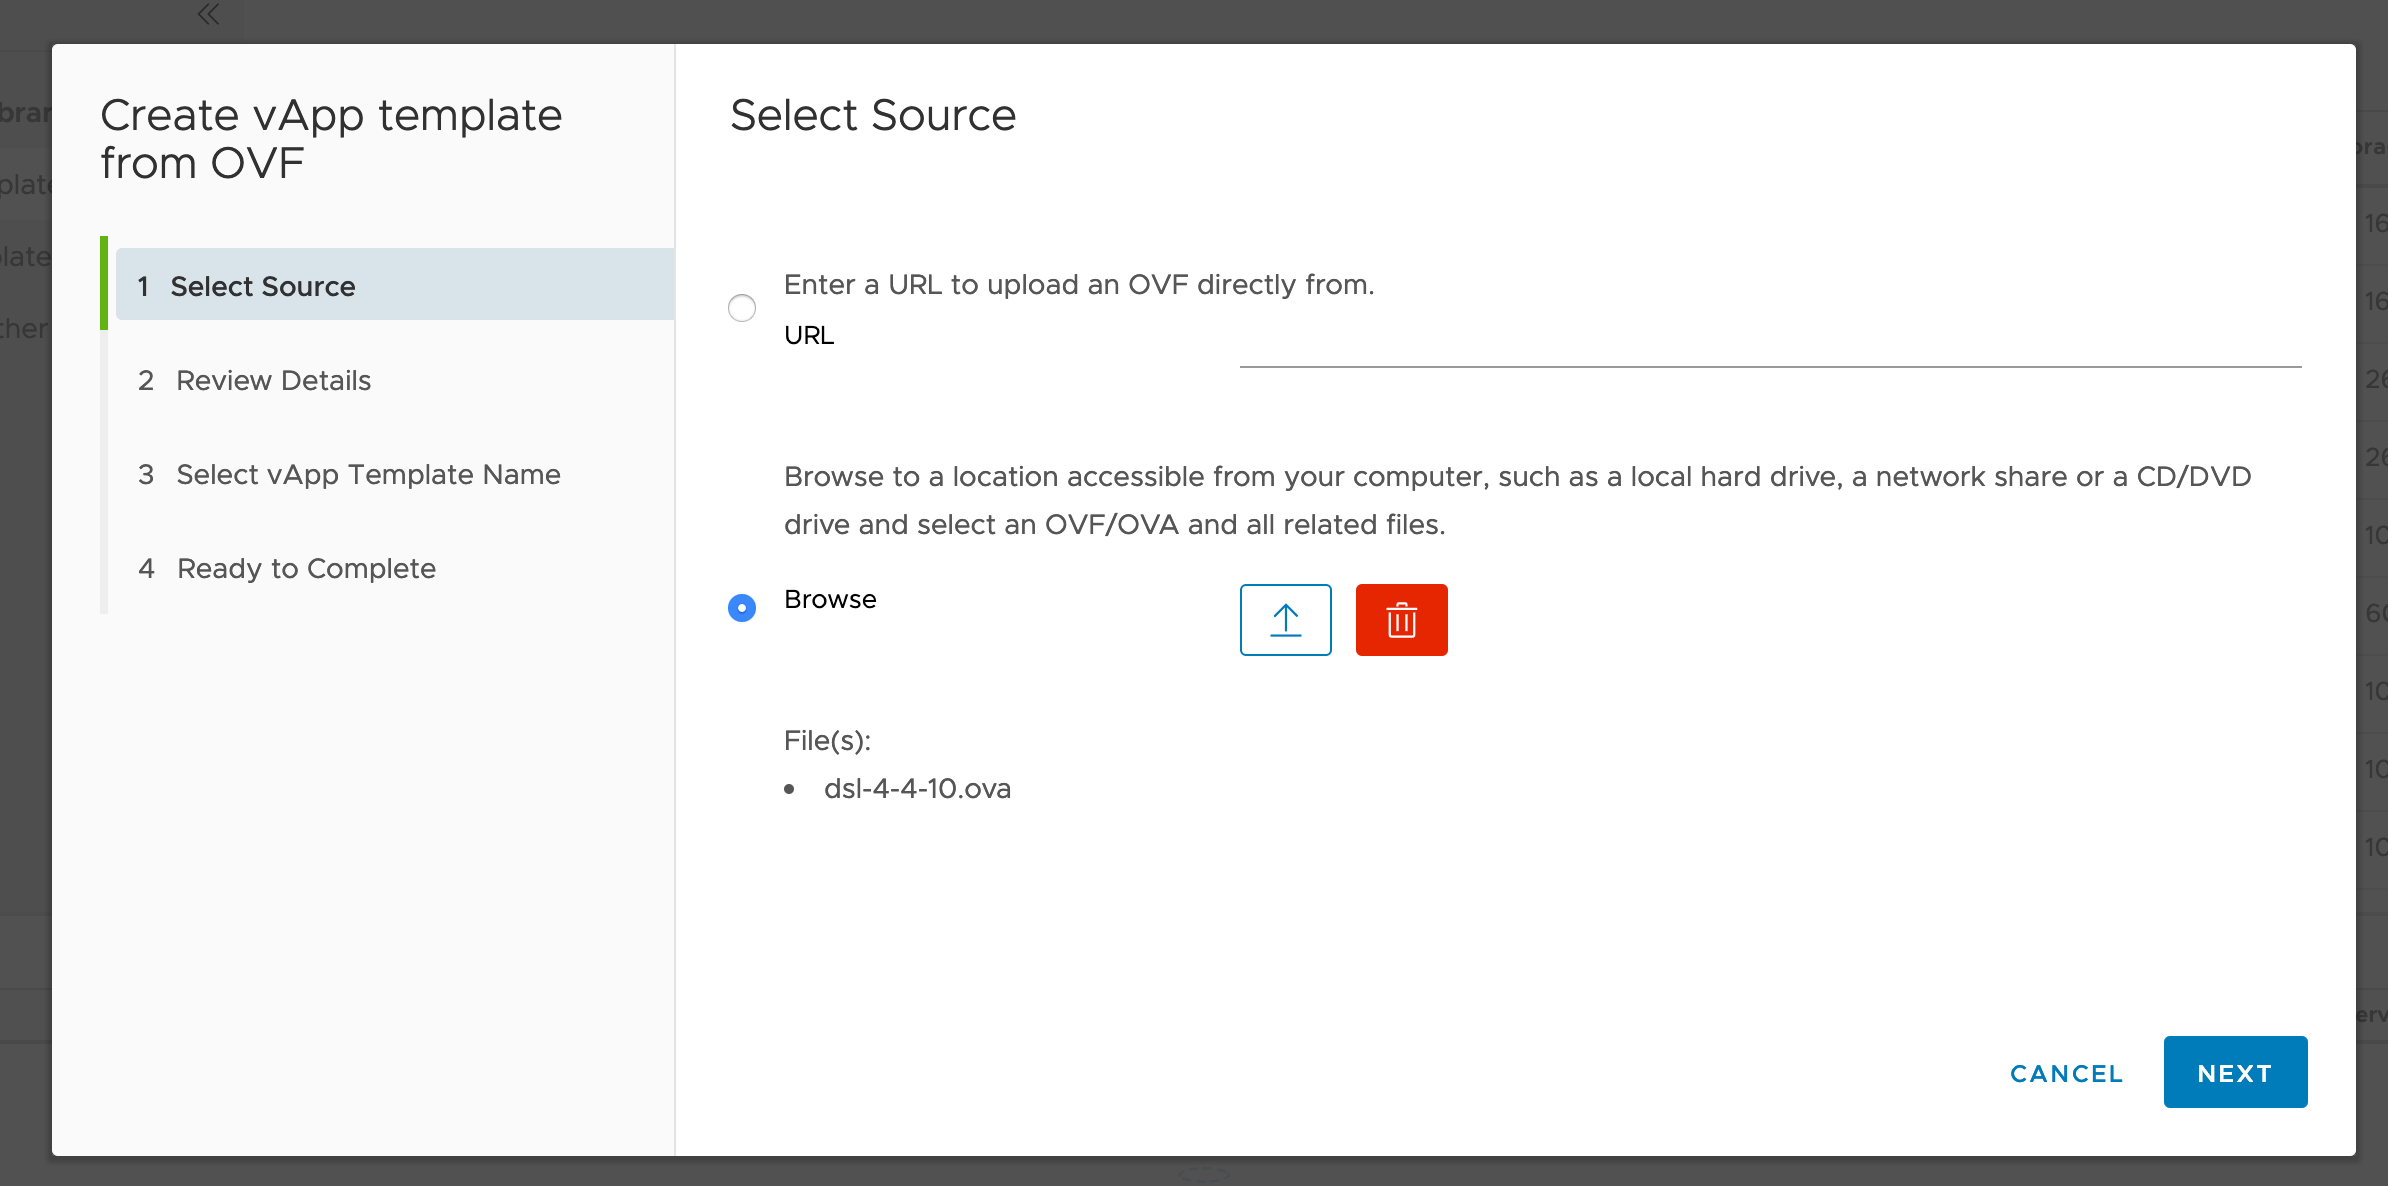 Create vApp template
from OVF
1 Select Source
2 Review Details
3 Select vApp Template Name
4 Ready to Complete
Select Source
Enter a URL to upload an OVF directly from.
URL
Browse to a location accessible from your computer, such as a local hard drive, a network share or a CD/DVD
drive and select an OVF/OVA and all related files.
Browse
File(s):
• dsl-4-4-10.ova
CANCEL
NEXT